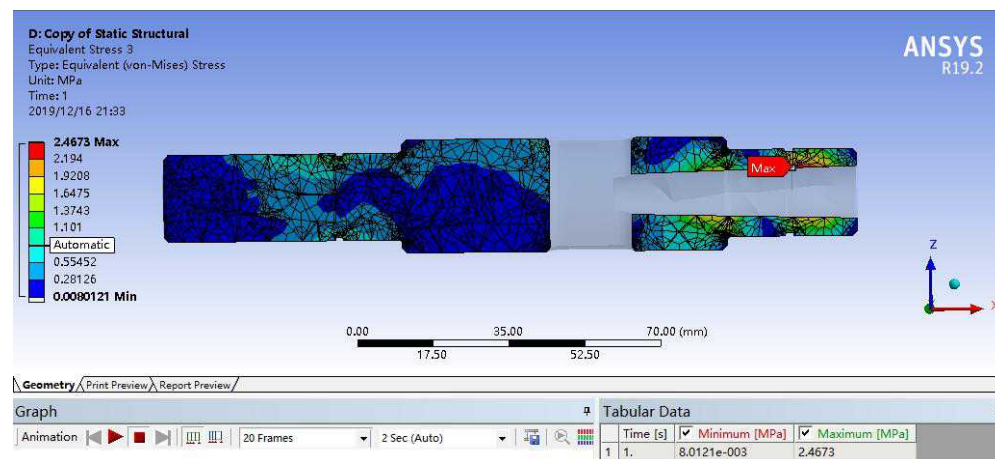 D: Copy of Static Structural
Equivalent Stress 3
Type: Equivalent (von-Mises) Stress
Unit: MPa
Time: 1
2019/12/16 21:33
ANSYS
R19.2
2.4673 Max
2.194
1.9208
1.6475
1.3743
1.101
Automatic
0.55452
0.28126
0.0080121 Min
Max
Z
X
0.00
35.00
70.00 (mm)
17.50
52.50
Geometry Print Preview Report Preview
Graph
Tabular Data
Animation
20 Frames
2 Sec (Auto)
Time [s] Minimum [MPa] Maximum [MPa]
1 1. 8.0121e-003 2.4673